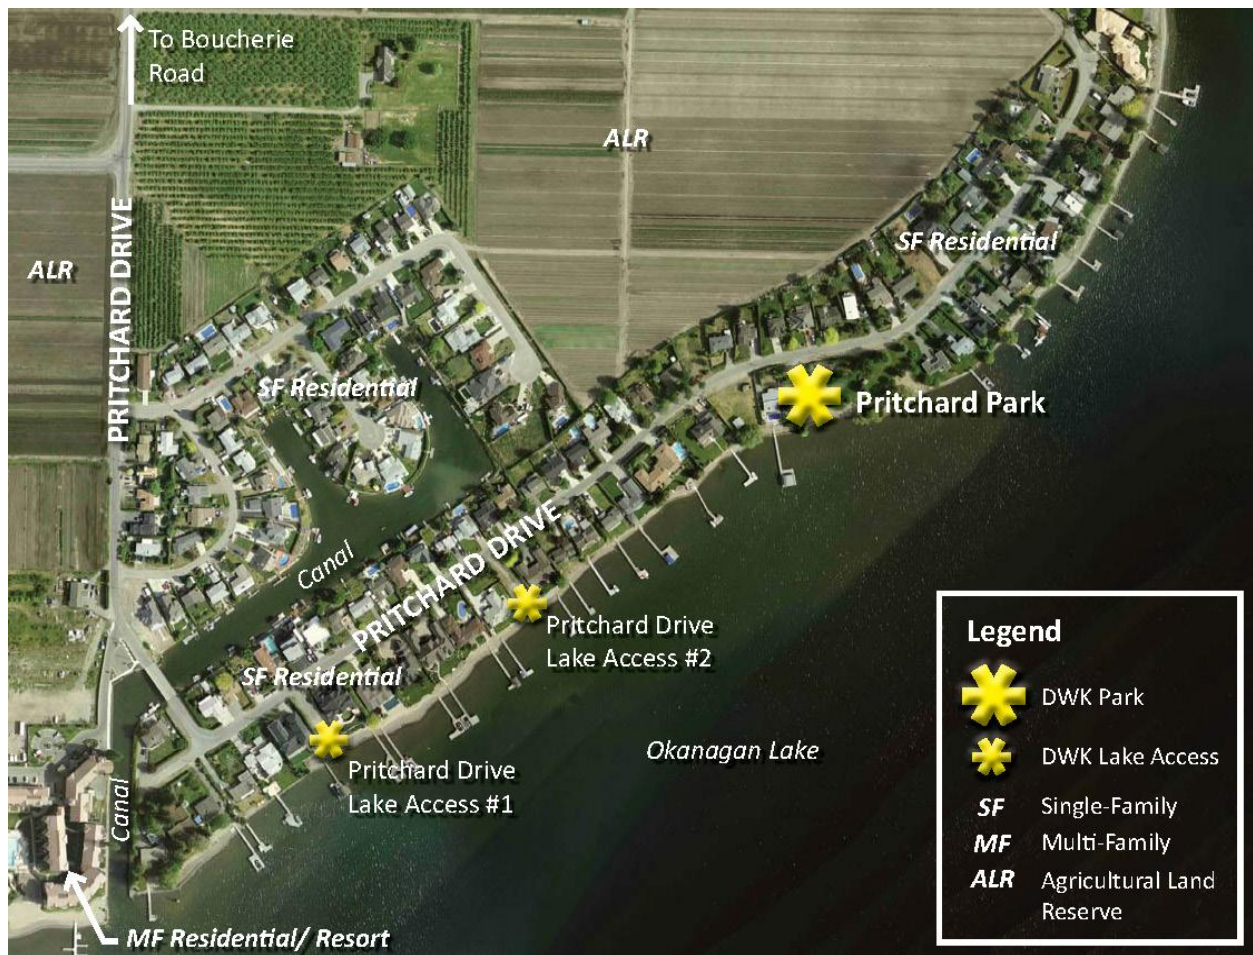 To Boucherie
Road
ALR
ALR
PRITCHARD DRIVE
SF Residential
SF Residential
Pritchard Park
Canal
PRITCHARD DRIVE
Pritchard Drive
Lake Access #2
SF Residential
Pritchard Drive
Lake Access #1
Okanagan Lake
Canal
MF Residential/ Resort
Legend
DWK Park
DWK Lake Access
SF Single-Family
MF Multi-Family
ALR Agricultural Land
Reserve